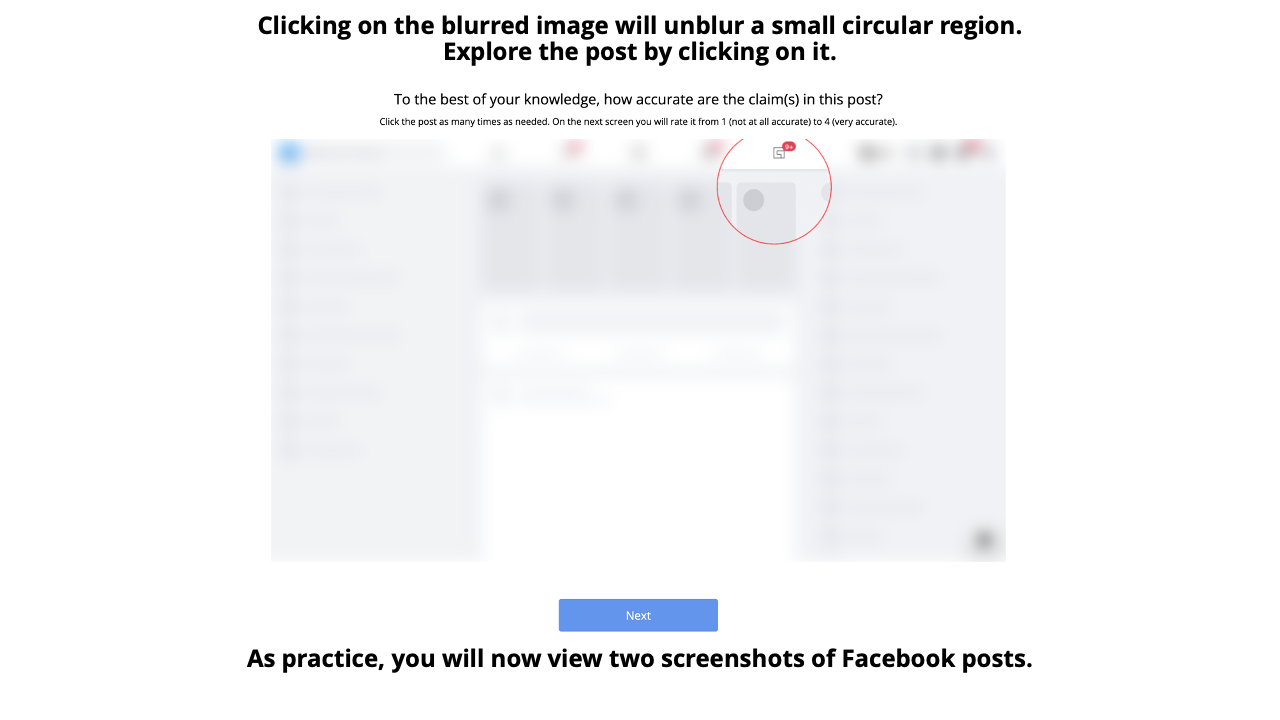 Clicking on the blurred image will unblur a small circular region.
Explore the post by clicking on it.
To the best of your knowledge, how accurate are the claim(s) in this post?
Click the post as many times as needed. On the next screen you will rate it from 1 (not at all accurate) to 4 (very accurate).
9+
Next
As practice, you will now view two screenshots of Facebook posts.